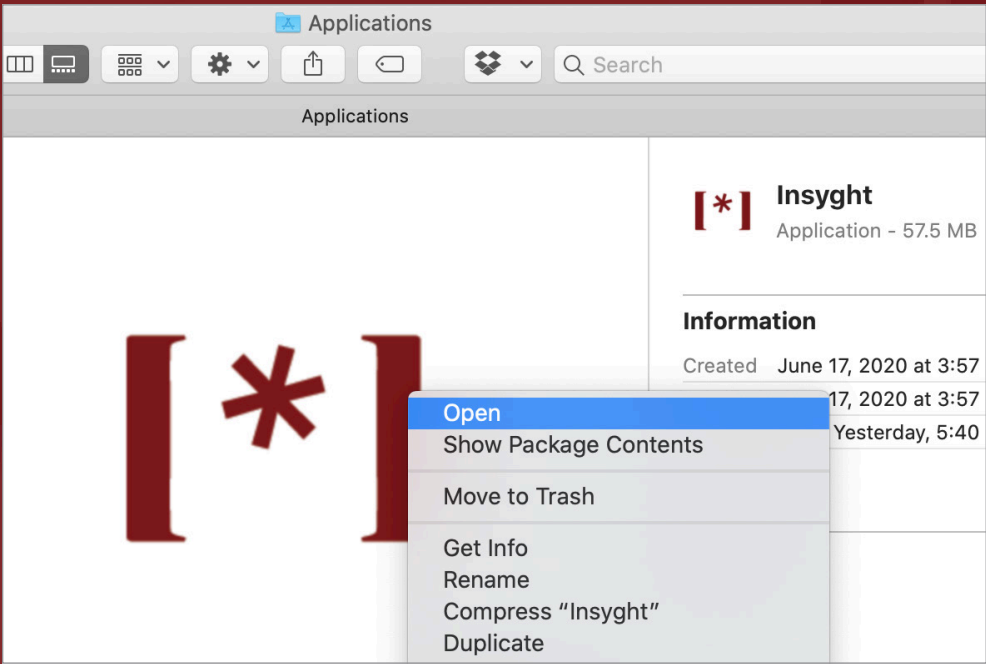 Applications
Search
Applications
[*] Insyght
Application - 57.5 MB
Information
Created June 17, 2020 at 3:57
17, 2020 at 3:57
Yesterday, 5:40
[*]
Open
Show Package Contents
Move to Trash
Get Info
Rename
Compress “Insyght”
Duplicate